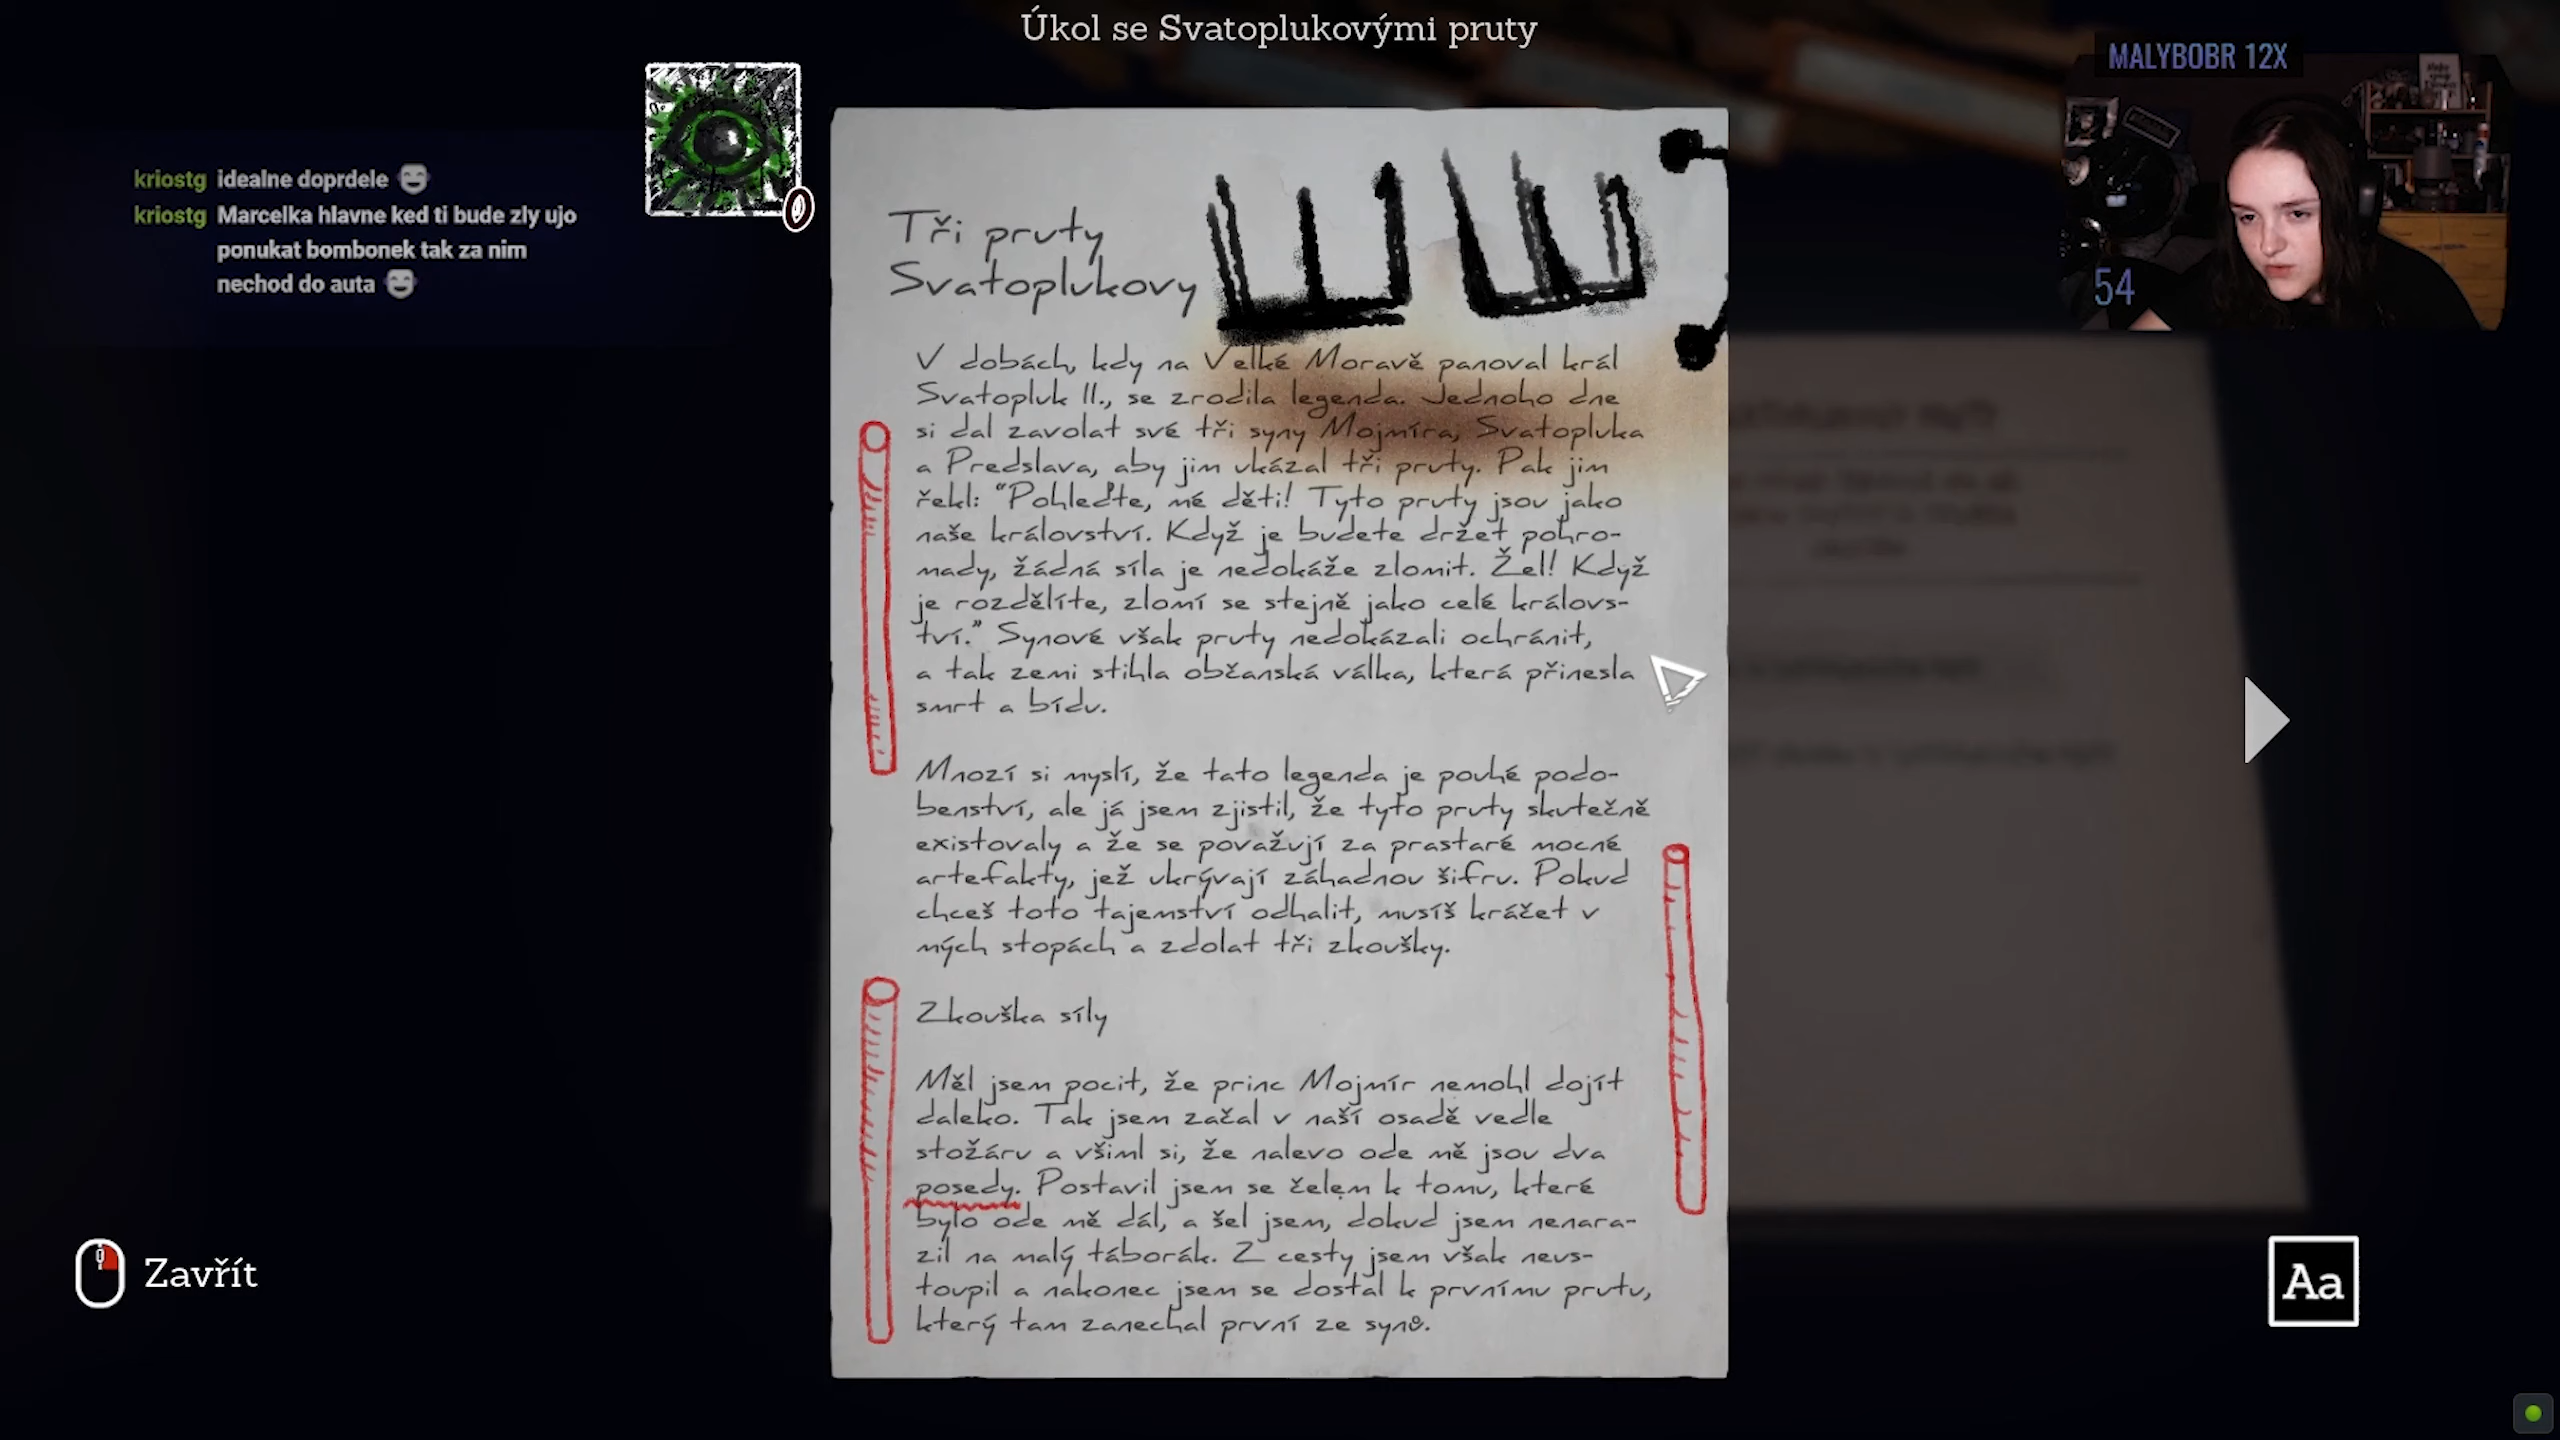 Úkol se Svatoplukovými pruty
MALYBOBR 12X
54
kriostg idealne doprdele
kriostg Marcelka hlavne ked ti bude zly ujo
ponukat bombonek tak za nim
nechod do auta
Tři pruty
Svatoplukovy
V dobách, kdy na Velké Moravě panoval král
Svatopluk II., se zrodila legenda. Jednoho dne
si dal zavolat své tři syny Mojmíra, Svatopluka
a Predslava, aby jim ukázal tři pruty. Pak jim
řekl: "Pohleďte, mé děti! Tyto pruty jsou jako
naše království. Když je budete držet pohro-
mady, žádná síla je nedokáže zlomit. Žel! Když
je rozdělíte, zlomí se stejně jako celé královs-
tví." Synové však pruty nedokázali ochránit,
a tak zemi stihla občanská válka, která přinesla
smrt a bídu.
Mnozí si myslí, že tato legenda je pouhé podo-
benství, ale já jsem zjistil, že tyto pruty skutečně
existovaly a že se považují za prastaré mocné
artefakty, jež ukrývají záhadnou šifru. Pokud
chceš toto tajemství odhalit, musíš kráčet v
mých stopách a zdolat tři zkoušky.
Zkouška síly
Měl jsem pocit, že princ Mojmír nemohl dojít
daleko. Tak jsem začal v naší osadě vedle
stožáru a všiml si, že nalevo ode mě jsou dva
posedy. Postavil jsem se čelem k tomu, které
bylo ode mě dál, a šel jsem, dokud jsem nenara-
zil na malý táborák. Z cesty jsem však neus-
toupil a nakonec jsem se dostal k prvnímu prutu,
který tam zanechal první ze synů.
Zavřít
Aa